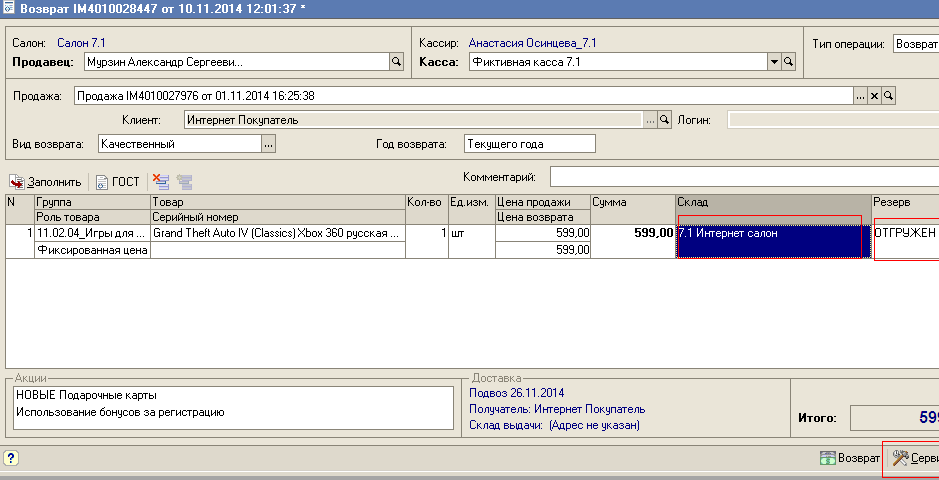 Возврат IM4010028447 от 10.11.2014 12:01:37 *
Салон: Салон 7.1
Кассир: Анастасия Осинцева_7.1
Тип операции: Возврат
Продавец: Мурзин Александр Сергееви...
Касса: Фиктивная касса 7.1
Продажа: Продажа IM4010027976 от 01.11.2014 16:25:38
Клиент: Интернет Покупатель
Логин:
Вид возврата: Качественный
Год возврата: Текущего года
Заполнить ГОСТ
Комментарий:
N Группа Товар Кол-во Ед.изм. Цена продажи Сумма Склад Резерв
Роль товара Серийный номер Цена возврата
1 11.02.04_Игры для ... Grand Theft Auto IV (Classics) Xbox 360 русская ... 1 шт 599,00 599,00 7.1 Интернет салон ОТГРУЖЕН
Фиксированная цена 599,00
Акции
НОВЫЕ Подарочные карты
Использование бонусов за регистрацию
Доставка
Подвоз 26.11.2014
Получатель: Интернет Покупатель
Склад выдачи: (Адрес не указан)
Итого: 599
? Возврат Серви